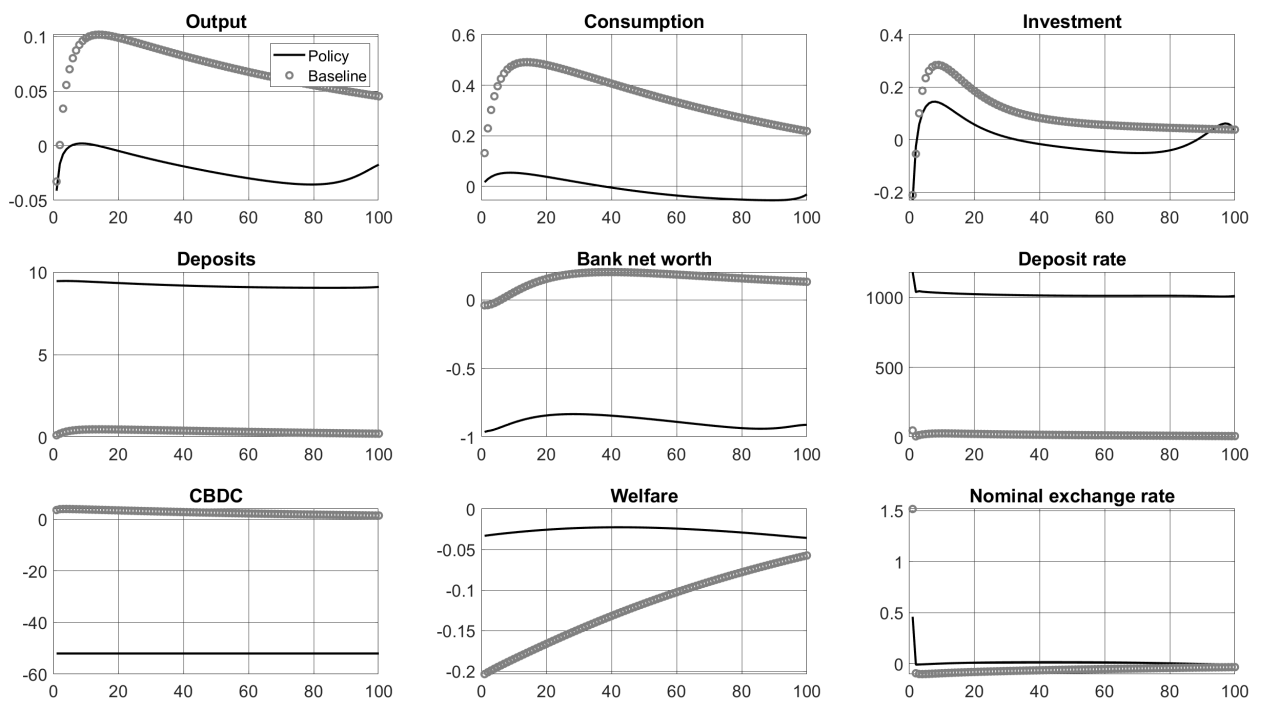 Output
0.1
0.05
0
-0.05
0 20 40 60 80 100
Policy
Baseline
Consumption
0.6
0.4
0.2
0
0 20 40 60 80 100
Investment
0.4
0.2
0
-0.2
0 20 40 60 80 100
Deposits
10
5
0
0 20 40 60 80 100
Bank net worth
0
-0.5
-1
0 20 40 60 80 100
Deposit rate
1000
500
0
0 20 40 60 80 100
CBDC
0
-20
-40
-60
0 20 40 60 80 100
Welfare
0
-0.05
-0.1
-0.15
-0.2
0 20 40 60 80 100
Nominal exchange rate
1.5
1
0.5
0
0 20 40 60 80 100